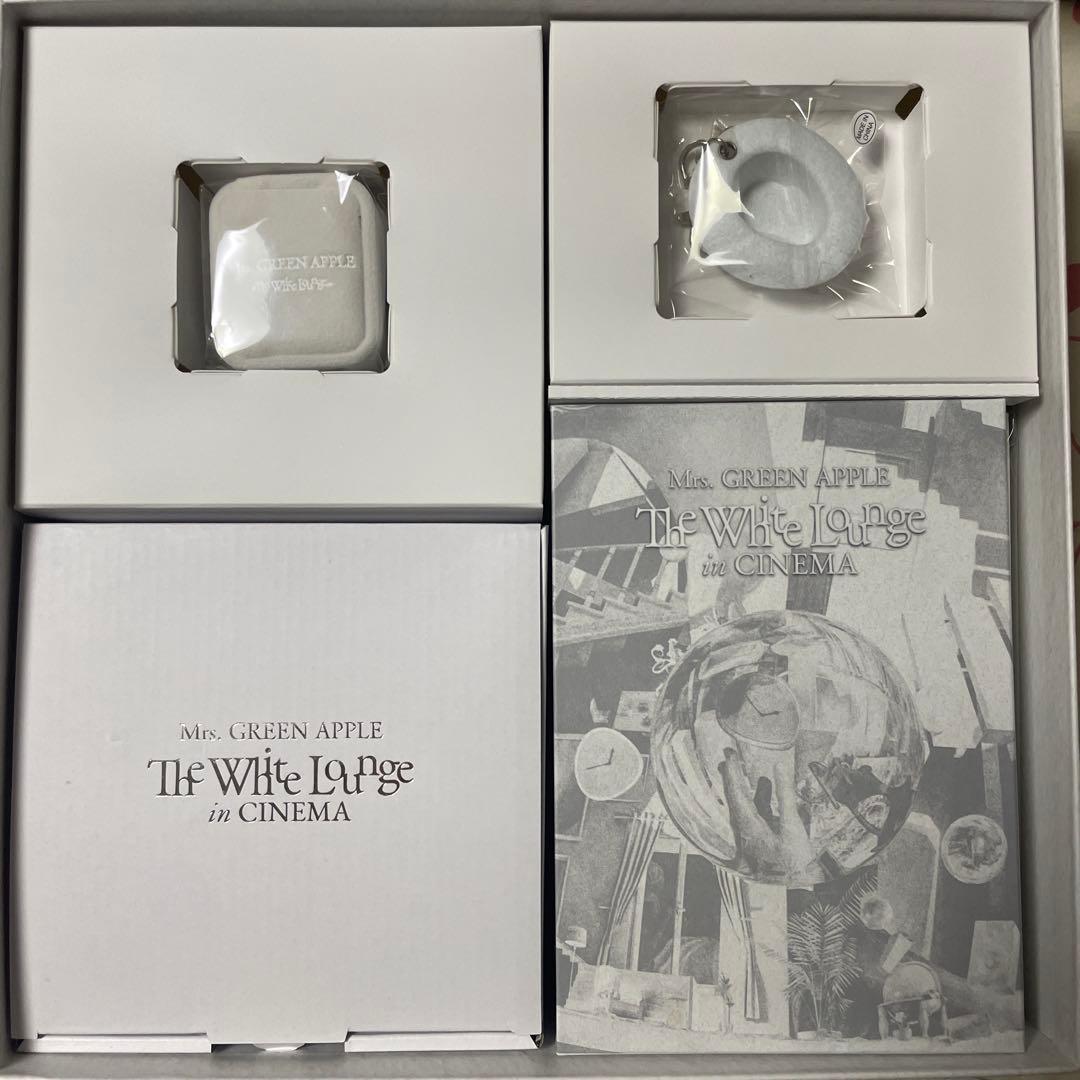 GREEN APPLE
The White Lounge
MADE IN
CHINA
Mrs. GREEN APPLE
The White Lounge
in CINEMA
Mrs. GREEN APPLE
The White Lounge
in CINEMA